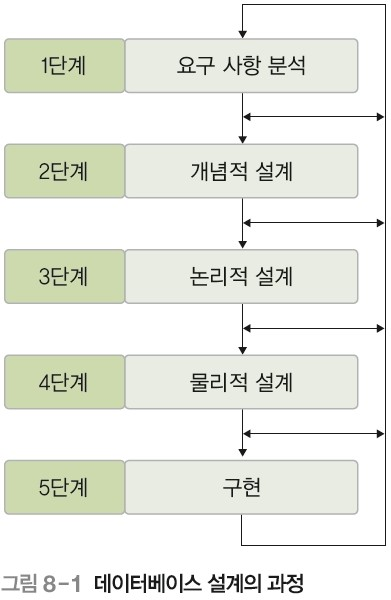 1단계 요구 사항 분석
2단계 개념적 설계
3단계 논리적 설계
4단계 물리적 설계
5단계 구현
그림 8-1 데이터베이스 설계의 과정